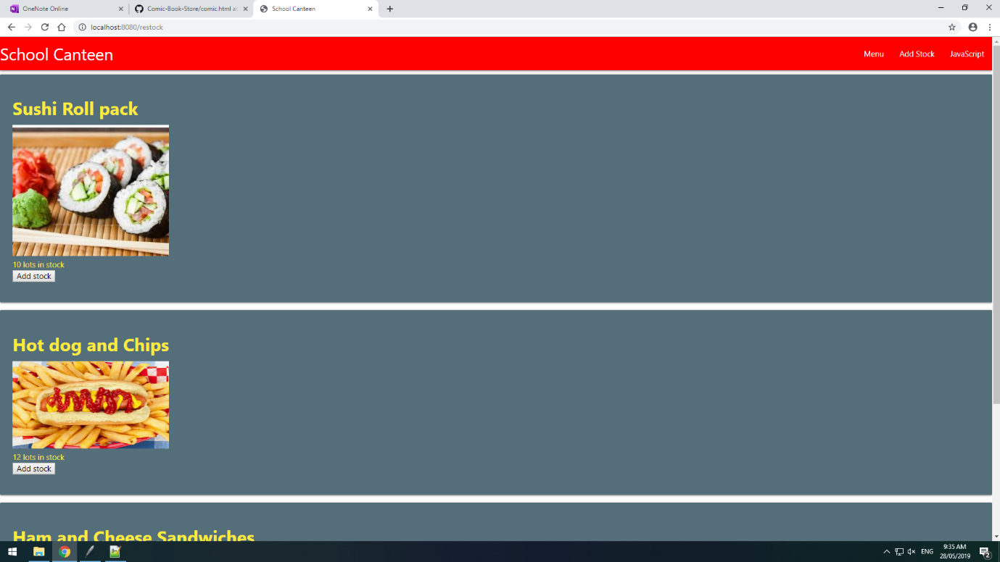 OneNote Online
Comic-Book-Store/comic.html at
School Canteen
localhost:8080/restock
School Canteen
Menu
Add Stock
JavaScript
Sushi Roll pack
10 lots in stock
Add stock
Hot dog and Chips
12 lots in stock
Add stock
Ham and Cheese Sandwiches
ENG
9:35 AM
28/05/2019
2